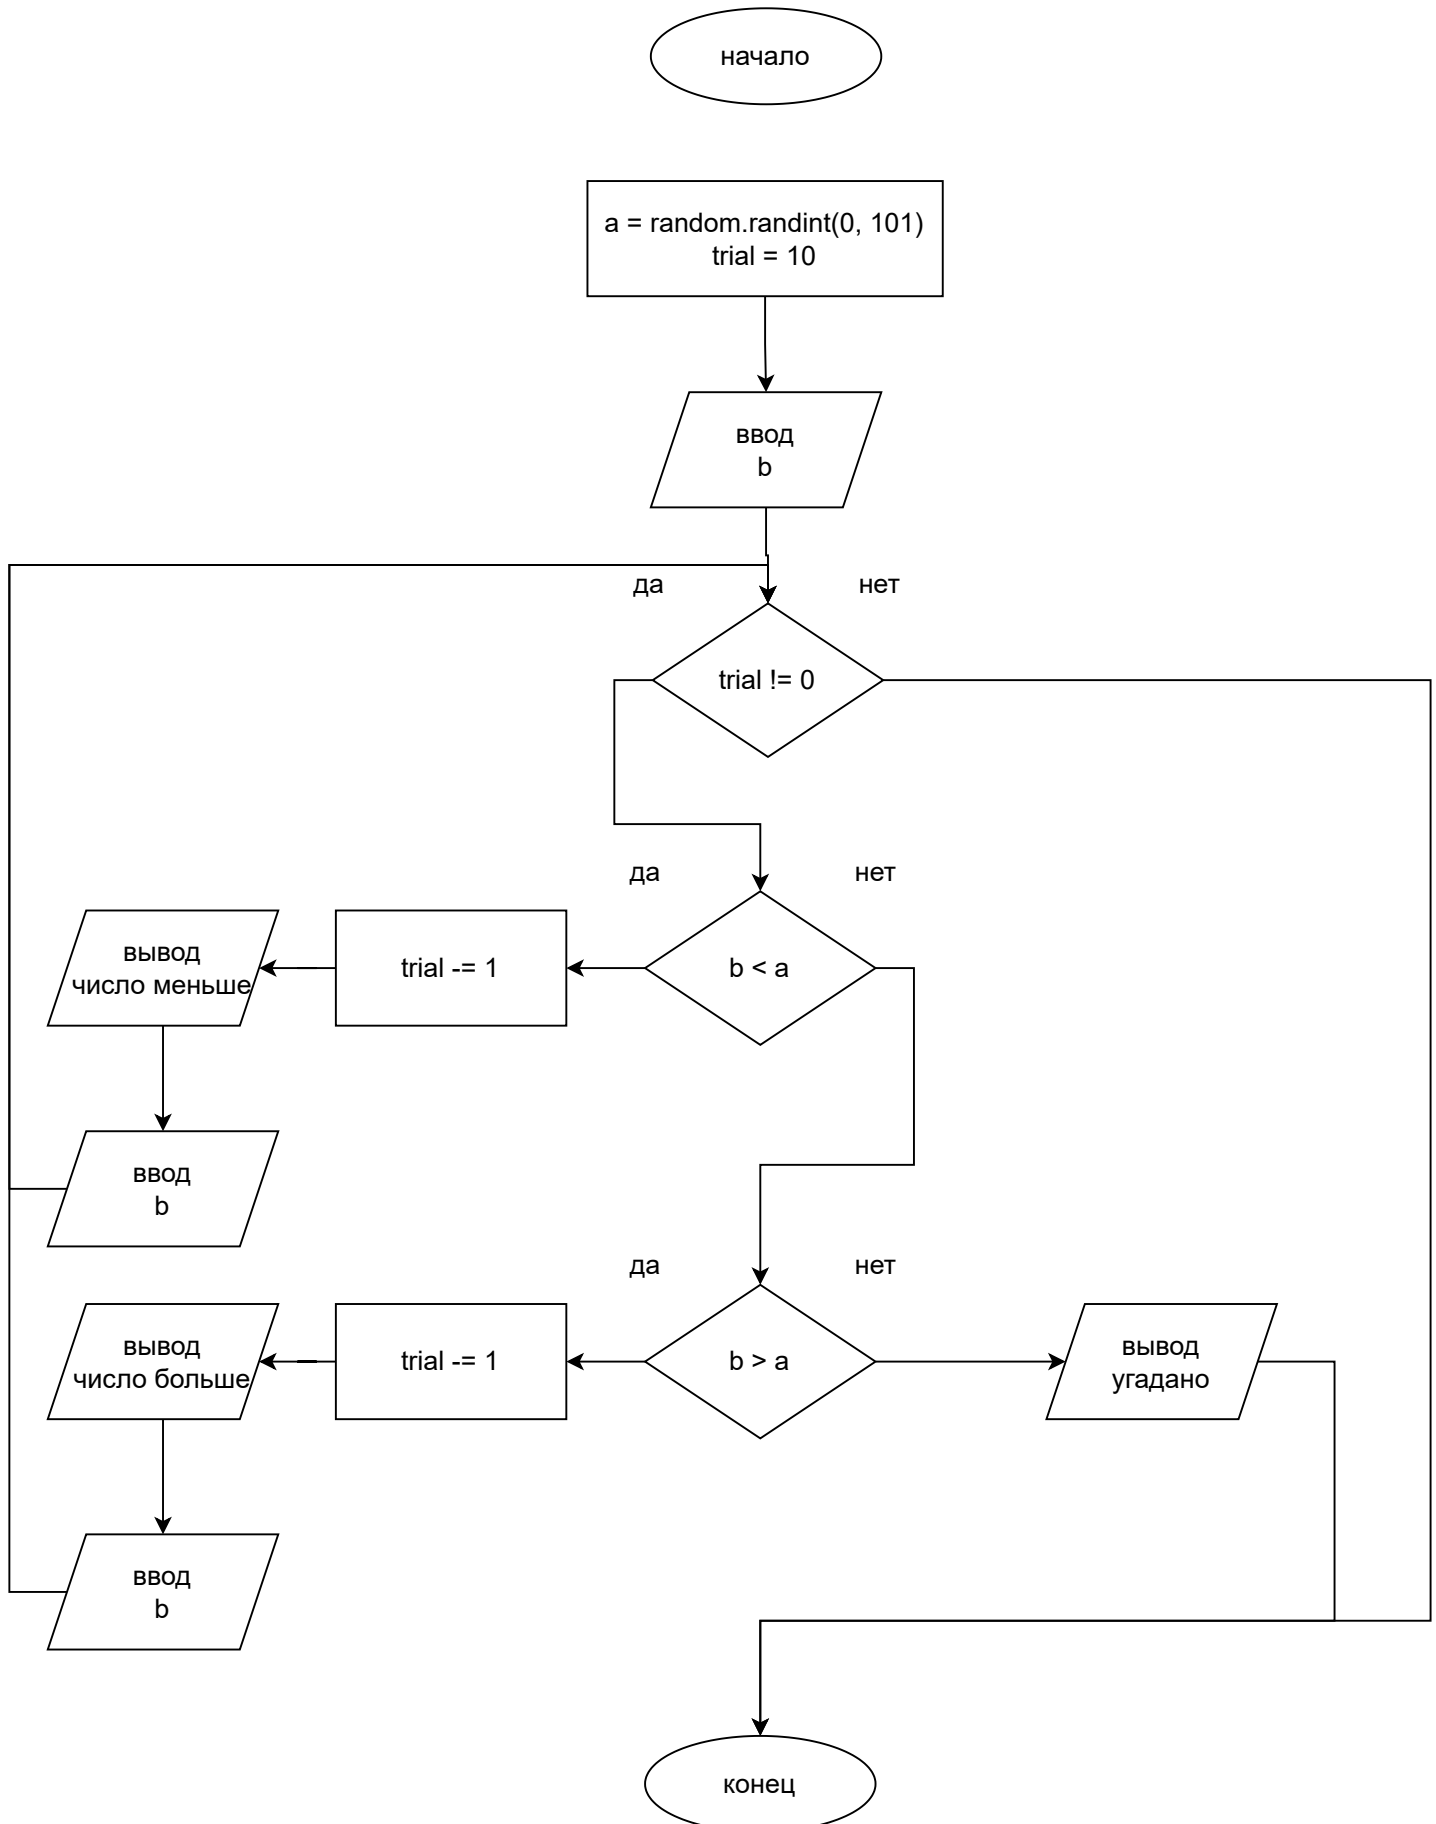 начало
a = random.randint(0, 101)
trial = 10
ввод
b
да
нет
trial != 0
да
нет
вывод
число меньше
trial -= 1
b < a
ввод
b
да
нет
вывод
число больше
trial -= 1
b > a
вывод
угадано
ввод
b
конец